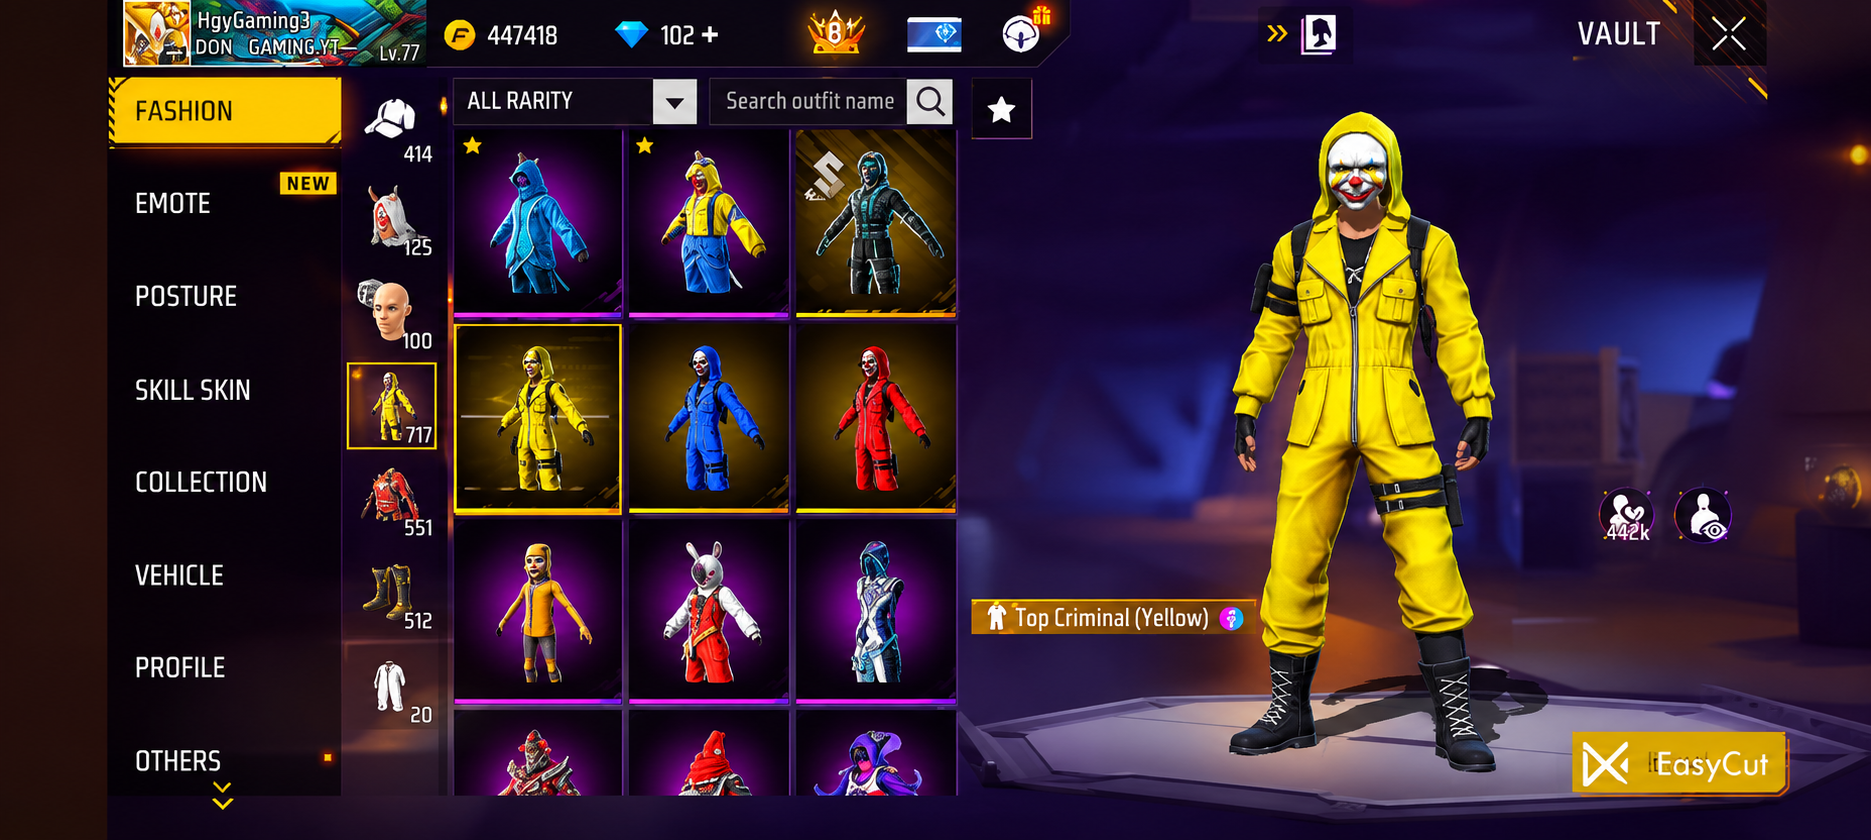 HgyGaming3
DON GAMING.YT—
Lv.77
F 447418
102 +
8
VAULT
FASHION
EMOTE
NEW
POSTURE
SKILL SKIN
COLLECTION
VEHICLE
PROFILE
OTHERS
414
125
100
717
551
512
20
ALL RARITY
Search outfit name
Top Criminal (Yellow)
442k
EasyCut